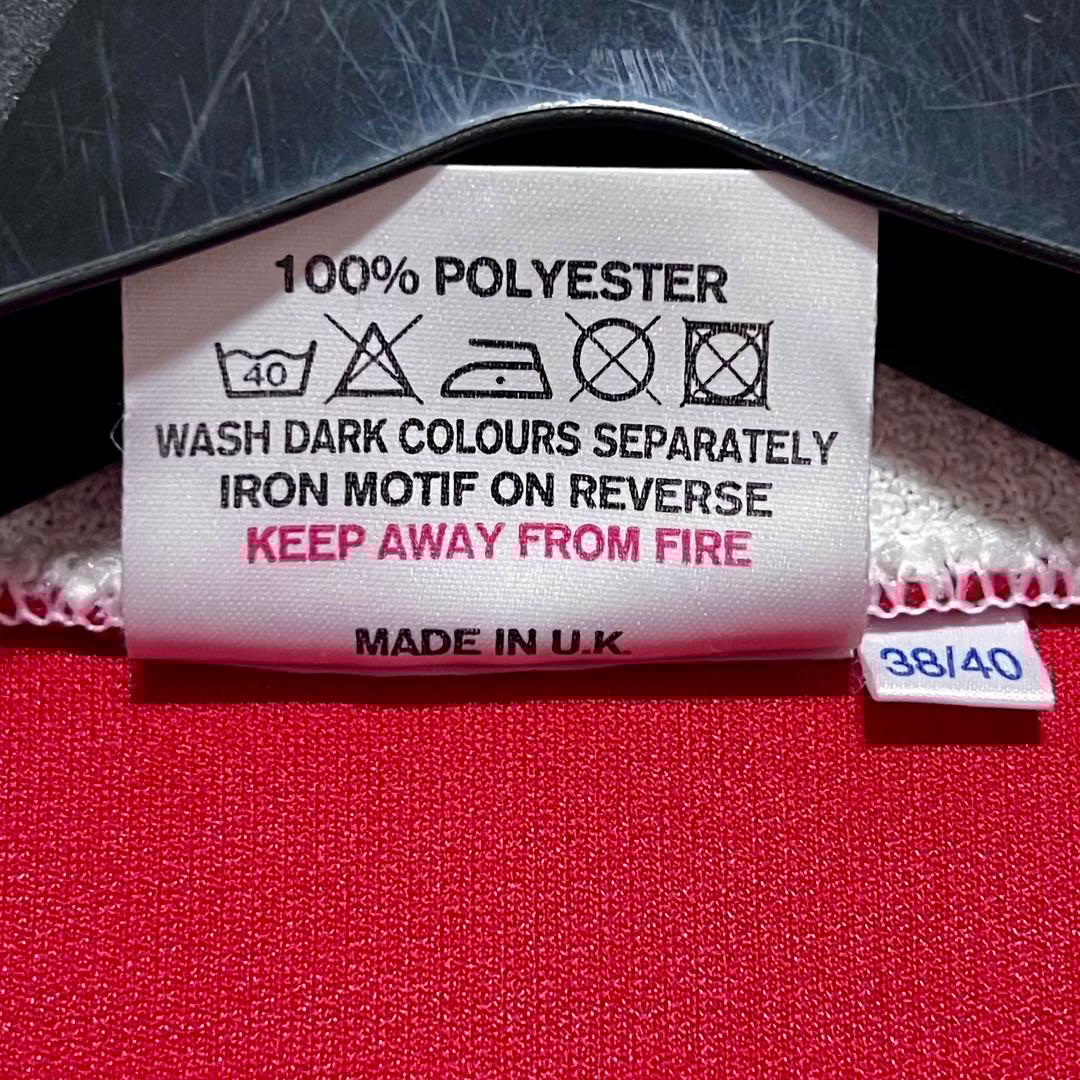 100% POLYESTER
40
WASH DARK COLOURS SEPARATELY
IRON MOTIF ON REVERSE
KEEP AWAY FROM FIRE
MADE IN U.K.
38/40